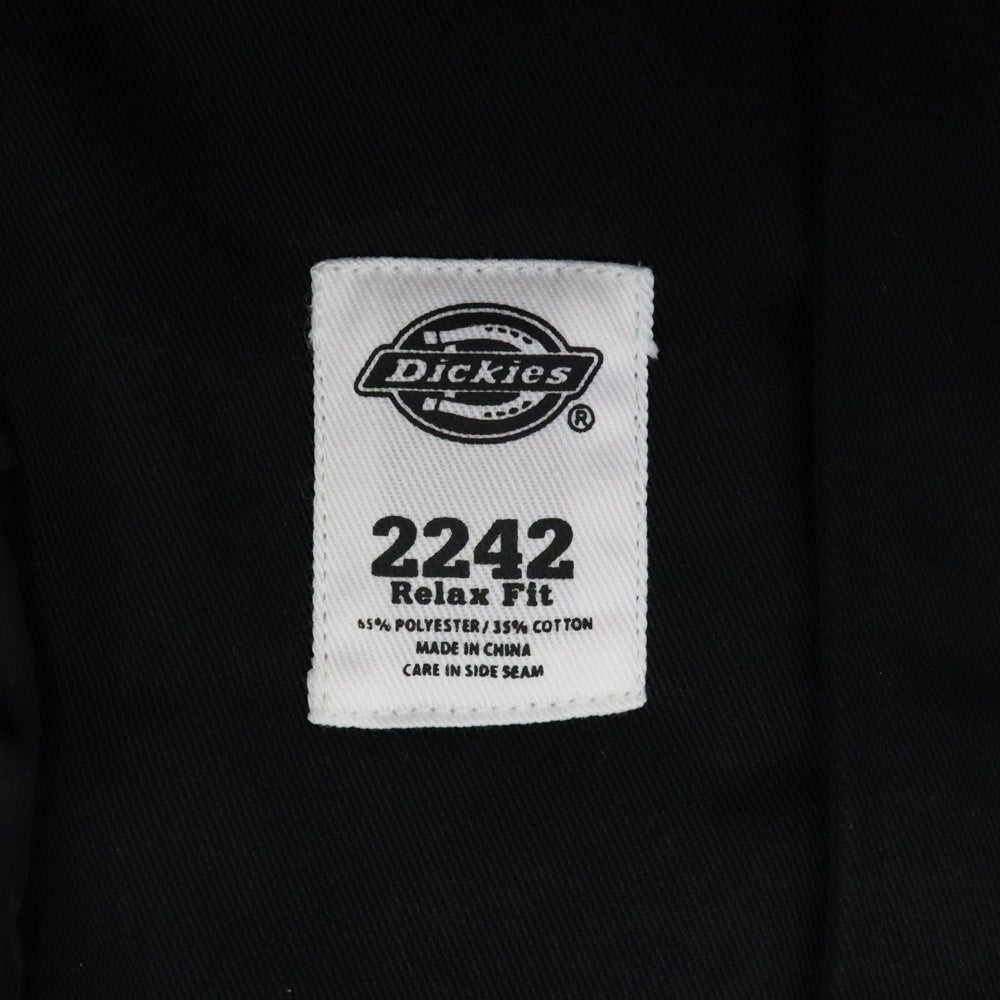 Dickies
®
2242
Relax Fit
65% POLYESTER / 35% COTTON
MADE IN CHINA
CARE IN SIDE SEAM